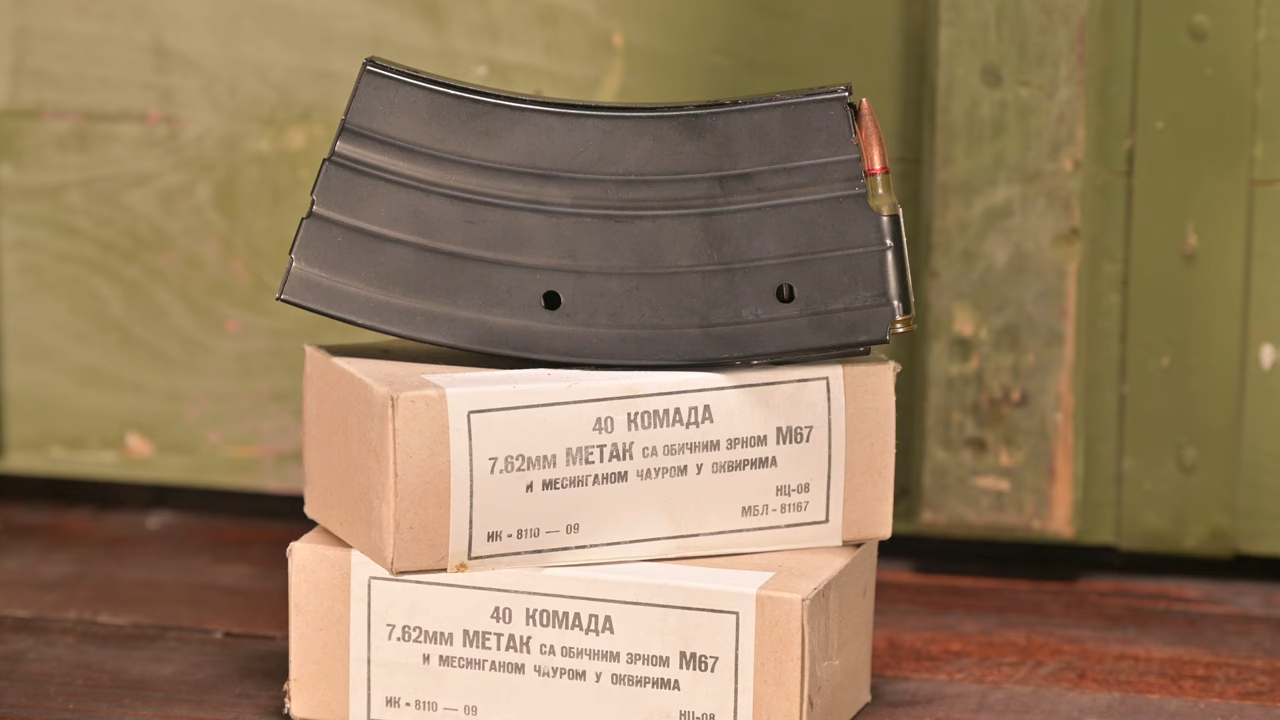 40 КОМАДА
7.62мм МЕТАК СА ОБИЧНИМ ЗРНОМ М67
И МЕСИНГАНОМ ЧАУРОМ У ОКВИРИМА
НЦ-08
МБЛ - 81167
ИК - 8110 — 09
40 КОМАДА
7.62мм МЕТАК СА ОБИЧНИМ ЗРНОМ М67
И МЕСИНГАНОМ ЧАУРОМ У ОКВИРИМА
ИК - 8110 — 09
НЦ-08